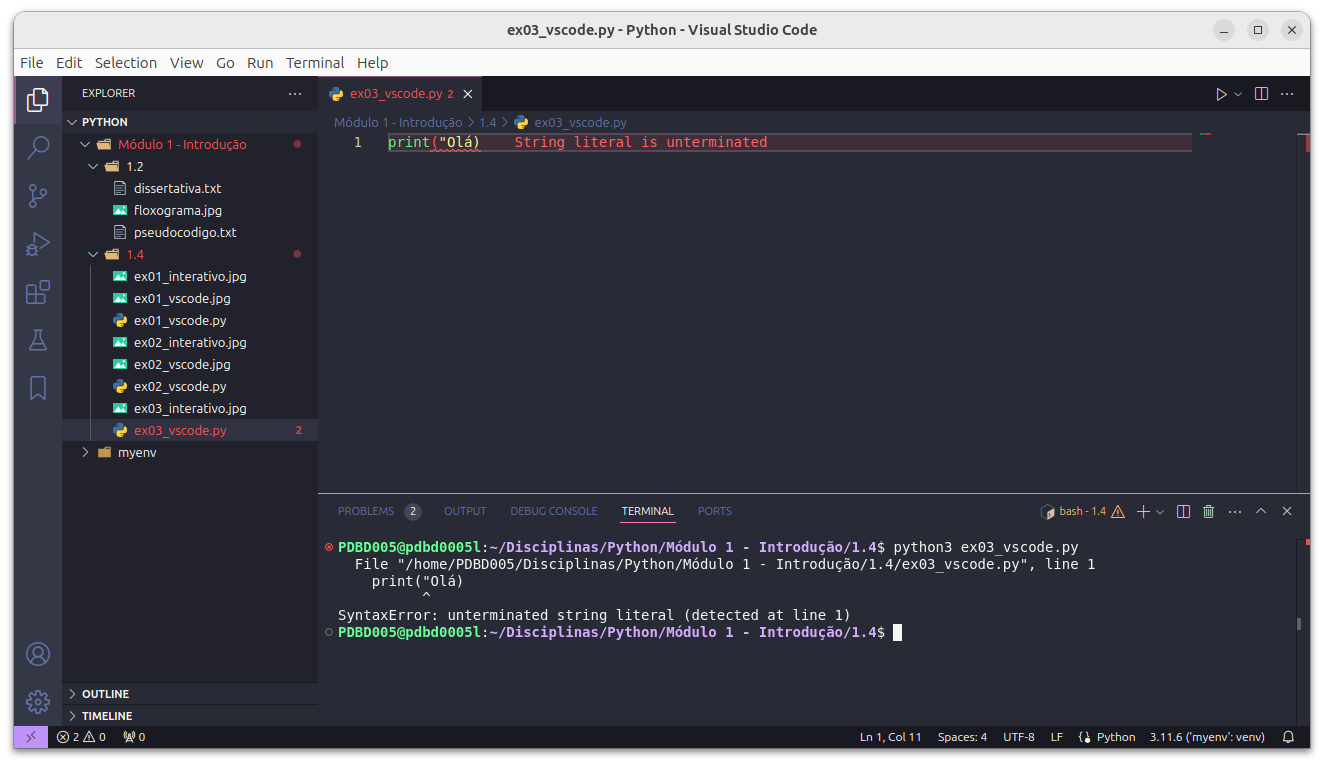 ex03_vscode.py - Python - Visual Studio Code
File Edit Selection View Go Run Terminal Help
EXPLORER
PYTHON
Módulo 1 - Introdução
1.2
dissertativa.txt
floxograma.jpg
pseudocodigo.txt
1.4
ex01_interativo.jpg
ex01_vscode.jpg
ex01_vscode.py
ex02_interativo.jpg
ex02_vscode.jpg
ex02_vscode.py
ex03_interativo.jpg
ex03_vscode.py 2
myenv
OUTLINE
TIMELINE
ex03_vscode.py 2
Módulo 1 - Introdução > 1.4 > ex03_vscode.py
1 print("Olá) String literal is unterminated
PROBLEMS 2 OUTPUT DEBUG CONSOLE TERMINAL PORTS
bash - 1.4
PDBD005@pdbd0005l:~/Disciplinas/Python/Módulo 1 - Introdução/1.4$ python3 ex03_vscode.py
File "/home/PDBD005/Disciplinas/Python/Módulo 1 - Introdução/1.4/ex03_vscode.py", line 1
print("Olá)
^
SyntaxError: unterminated string literal (detected at line 1)
PDBD005@pdbd0005l:~/Disciplinas/Python/Módulo 1 - Introdução/1.4$
2 0 0 Ln 1, Col 11 Spaces: 4 UTF-8 LF Python 3.11.6 ('myenv': venv)